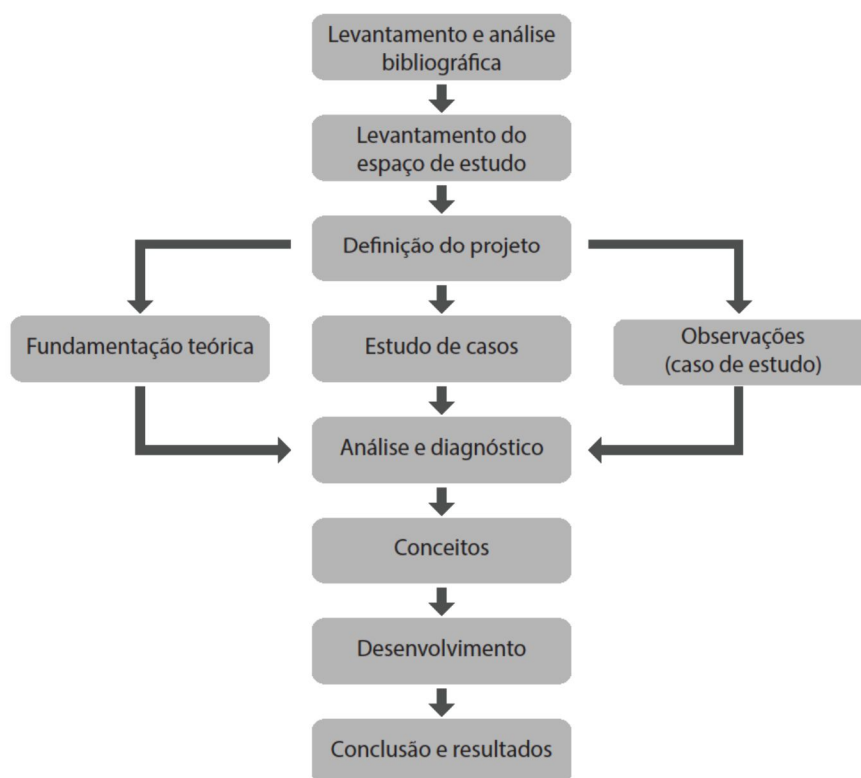 Levantamento e análise
bibliográfica
Levantamento do
espaço de estudo
Definição do projeto
Fundamentação teórica
Estudo de casos
Observações
(caso de estudo)
Análise e diagnóstico
Conceitos
Desenvolvimento
Conclusão e resultados